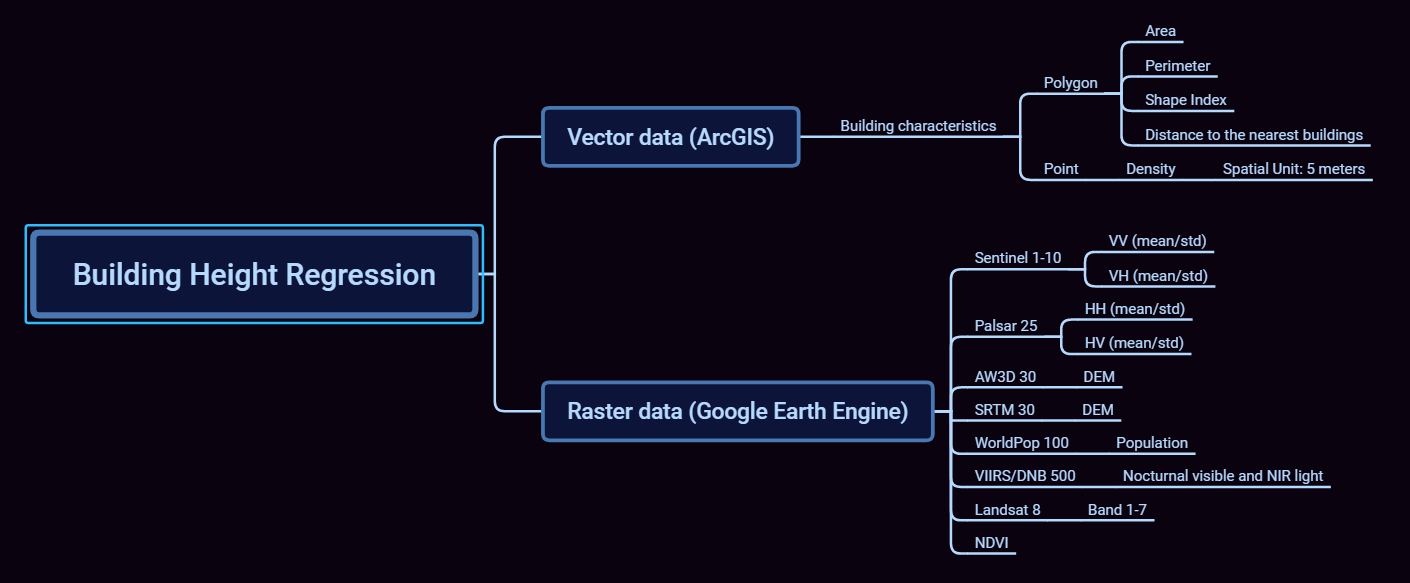 Building Height Regression
Vector data (ArcGIS)
Building characteristics
Polygon
Area
Perimeter
Shape Index
Distance to the nearest buildings
Point Density Spatial Unit: 5 meters
Raster data (Google Earth Engine)
Sentinel 1-10
VV (mean/std)
VH (mean/std)
Palsar 25
HH (mean/std)
HV (mean/std)
AW3D 30 DEM
SRTM 30 DEM
WorldPop 100 Population
VIIRS/DNB 500 Nocturnal visible and NIR light
Landsat 8 Band 1-7
NDVI